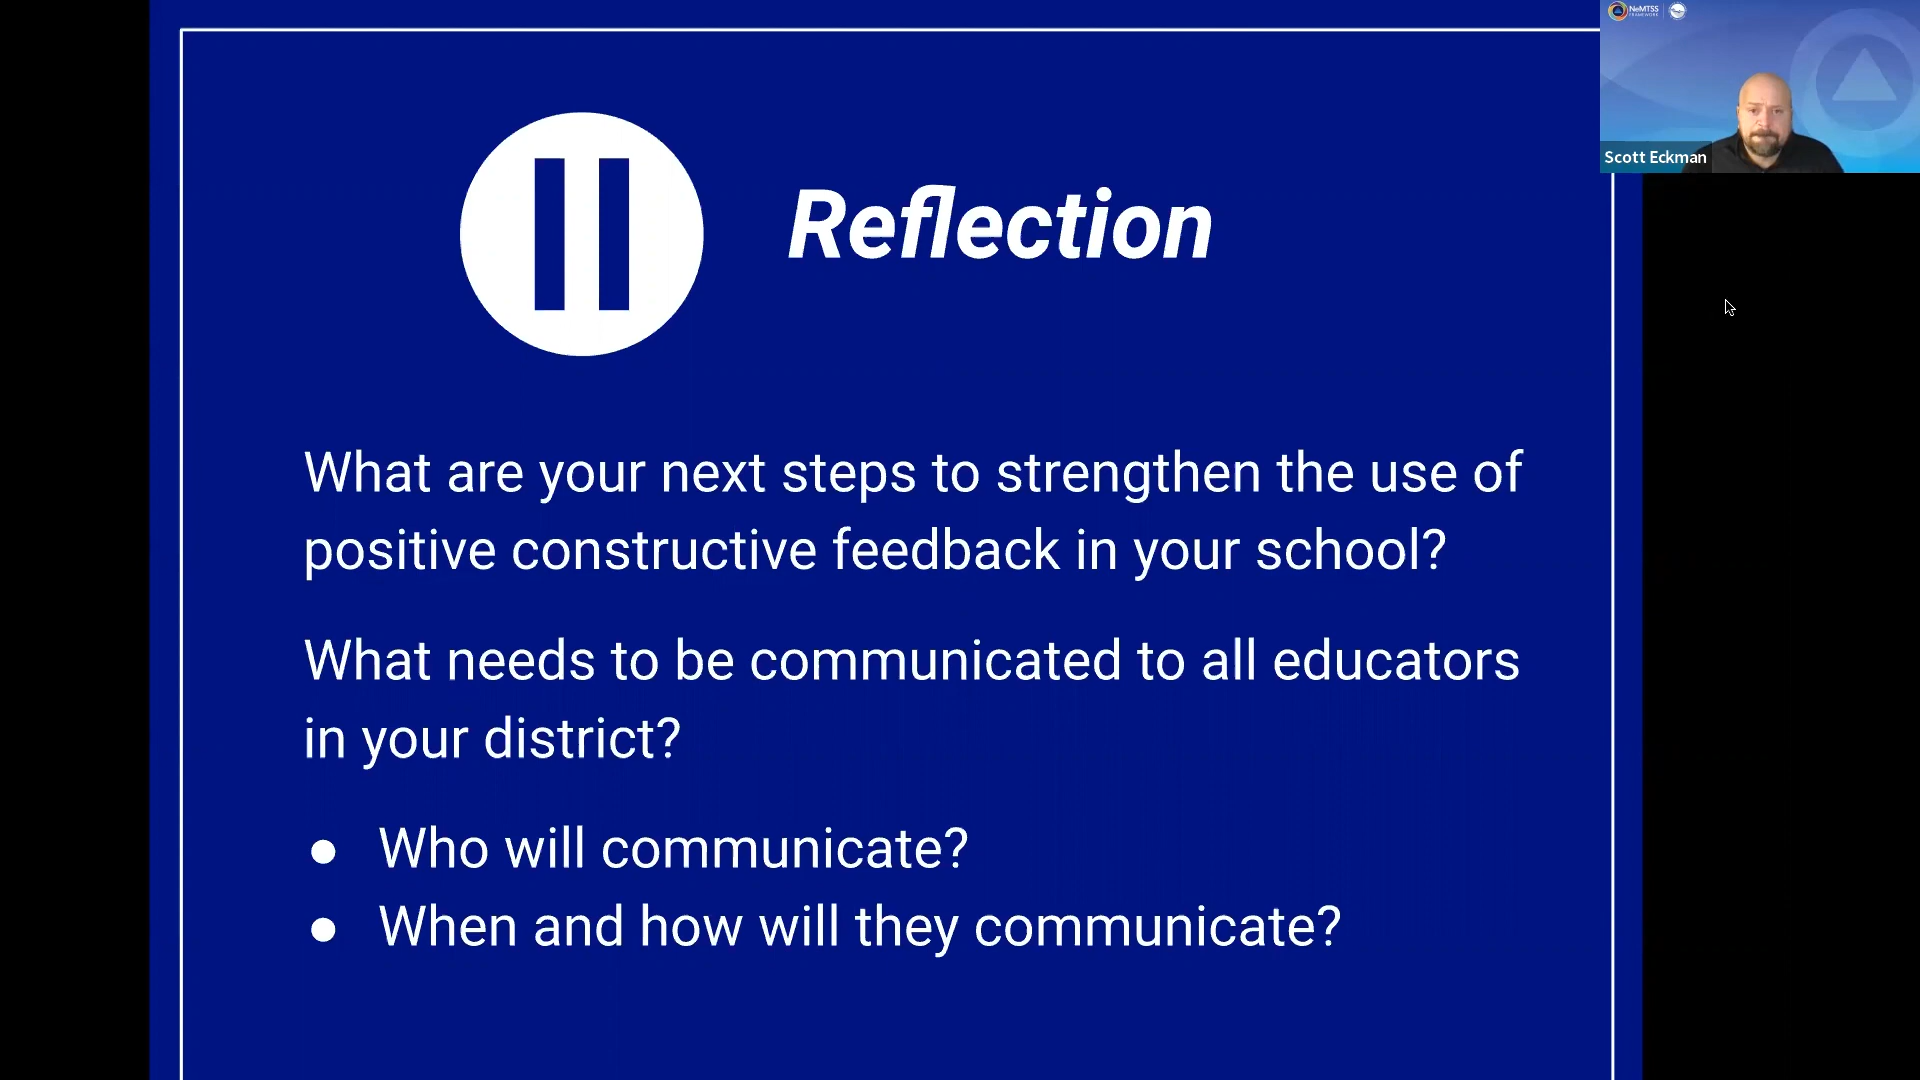 NeMTSS
FRAMEWORK
Scott Eckman
Reflection
What are your next steps to strengthen the use of
positive constructive feedback in your school?
What needs to be communicated to all educators
in your district?
● Who will communicate?
● When and how will they communicate?